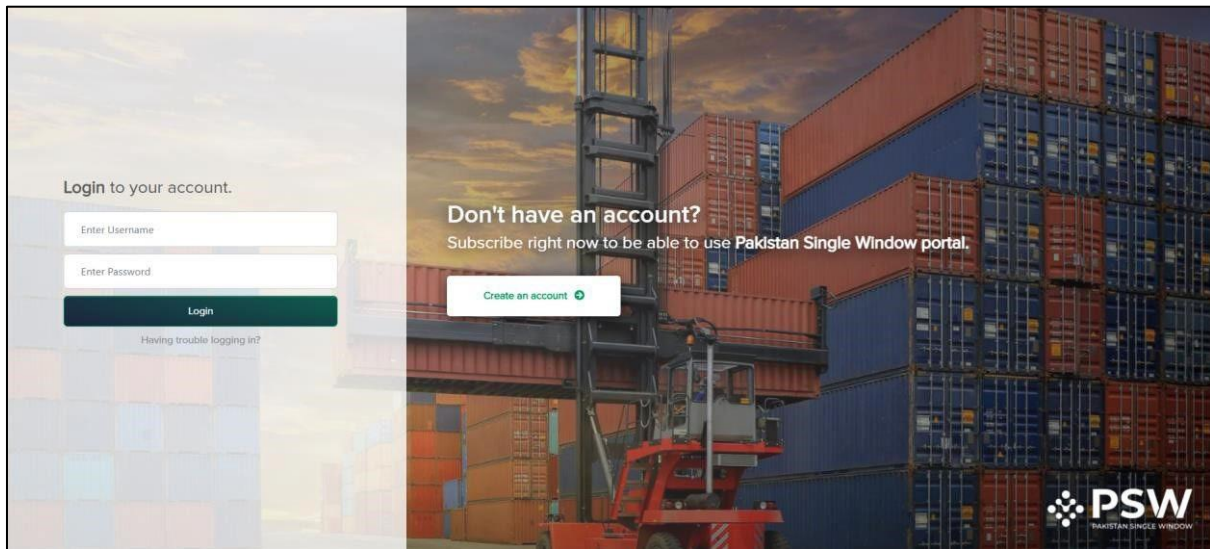 Login to your account.
Enter Username
Enter Password
Login
Having trouble logging in?
Don't have an account?
Subscribe right now to be able to use Pakistan Single Window portal.
Create an account
PSW
PAKISTAN SINGLE WINDOW